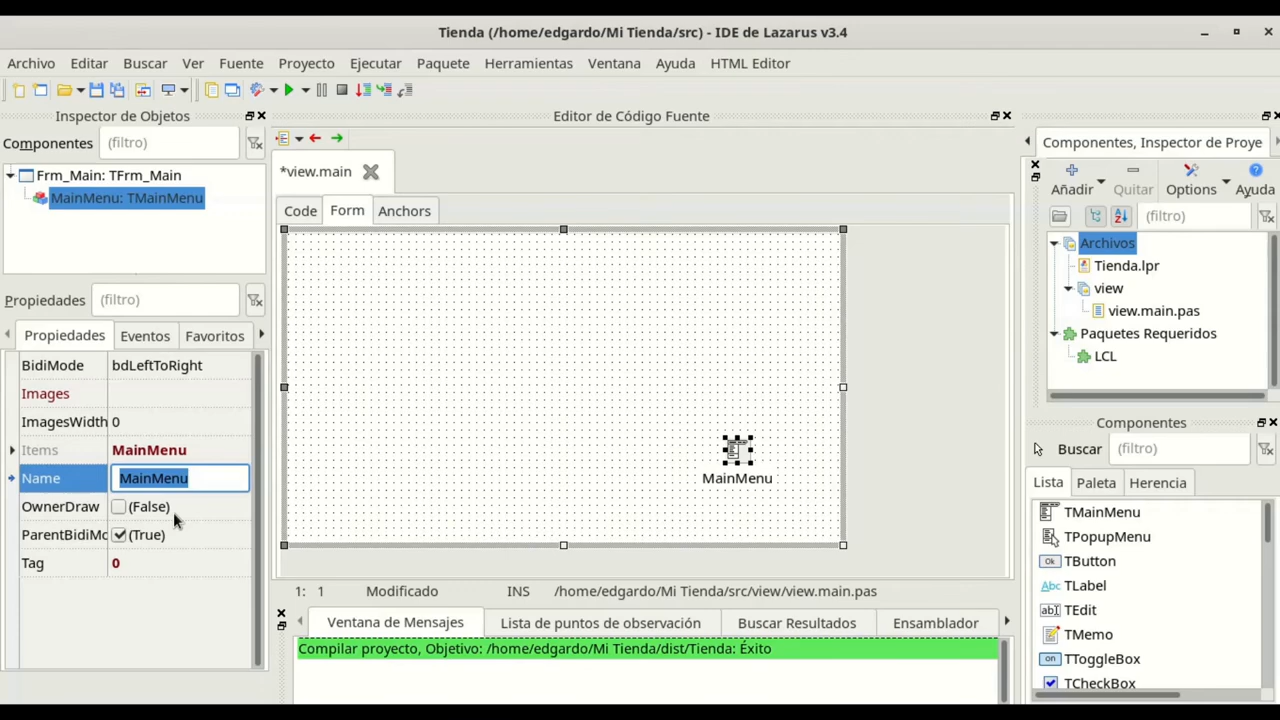 Tienda (/home/edgardo/Mi Tienda/src) - IDE de Lazarus v3.4
Archivo Editar Buscar Ver Fuente Proyecto Ejecutar Paquete Herramientas Ventana Ayuda HTML Editor
Inspector de Objetos
Componentes (filtro)
Frm_Main: TFrm_Main
MainMenu: TMainMenu
Propiedades (filtro)
Propiedades Eventos Favoritos
BidiMode bdLeftToRight
Images
ImagesWidth 0
Items MainMenu
Name MainMenu
OwnerDraw (False)
ParentBidiMo (True)
Tag 0
Editor de Código Fuente
*view.main
Code Form Anchors
MainMenu
1: 1 Modificado INS /home/edgardo/Mi Tienda/src/view/view.main.pas
Ventana de Mensajes Lista de puntos de observación Buscar Resultados Ensamblador
Compilar proyecto, Objetivo: /home/edgardo/Mi Tienda/dist/Tienda: Éxito
Componentes, Inspector de Proye
Añadir Quitar Options Ayuda
(filtro)
Archivos
Tienda.lpr
view
view.main.pas
Paquetes Requeridos
LCL
Componentes
Buscar (filtro)
Lista Paleta Herencia
TMainMenu
TPopupMenu
Ok TButton
Abc TLabel
abI TEdit
TMemo
on TToggleBox
TCheckBox